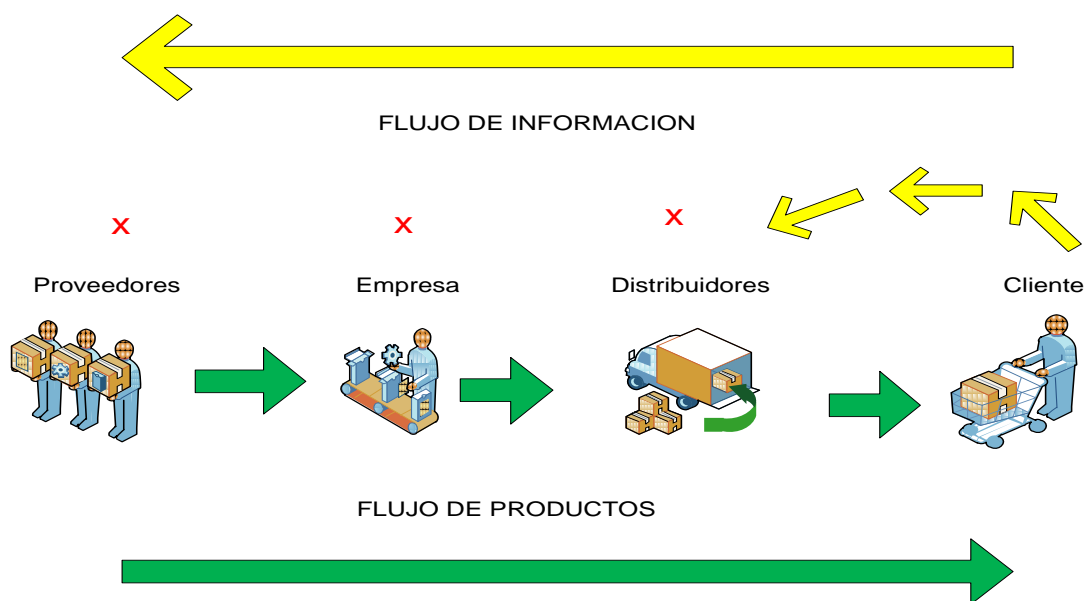 FLUJO DE INFORMACION
x x x
Proveedores Empresa Distribuidores Cliente
FLUJO DE PRODUCTOS